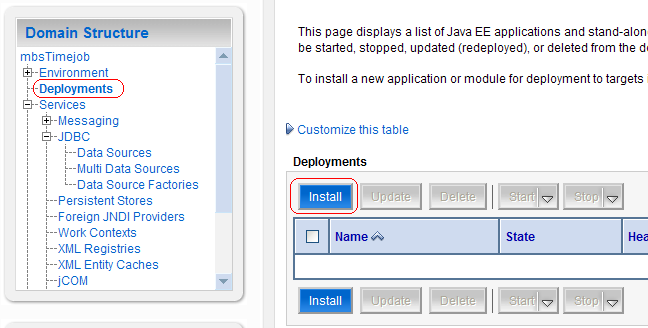 Domain Structure
mbsTimejob
Environment
Deployments
Services
Messaging
JDBC
Data Sources
Multi Data Sources
Data Source Factories
Persistent Stores
Foreign JNDI Providers
Work Contexts
XML Registries
XML Entity Caches
jCOM
This page displays a list of Java EE applications and stand-alon
be started, stopped, updated (redeployed), or deleted from the d
To install a new application or module for deployment to targets
Customize this table
Deployments
Install Update Delete Start Stop
Name State Hea
Install Update Delete Start Stop